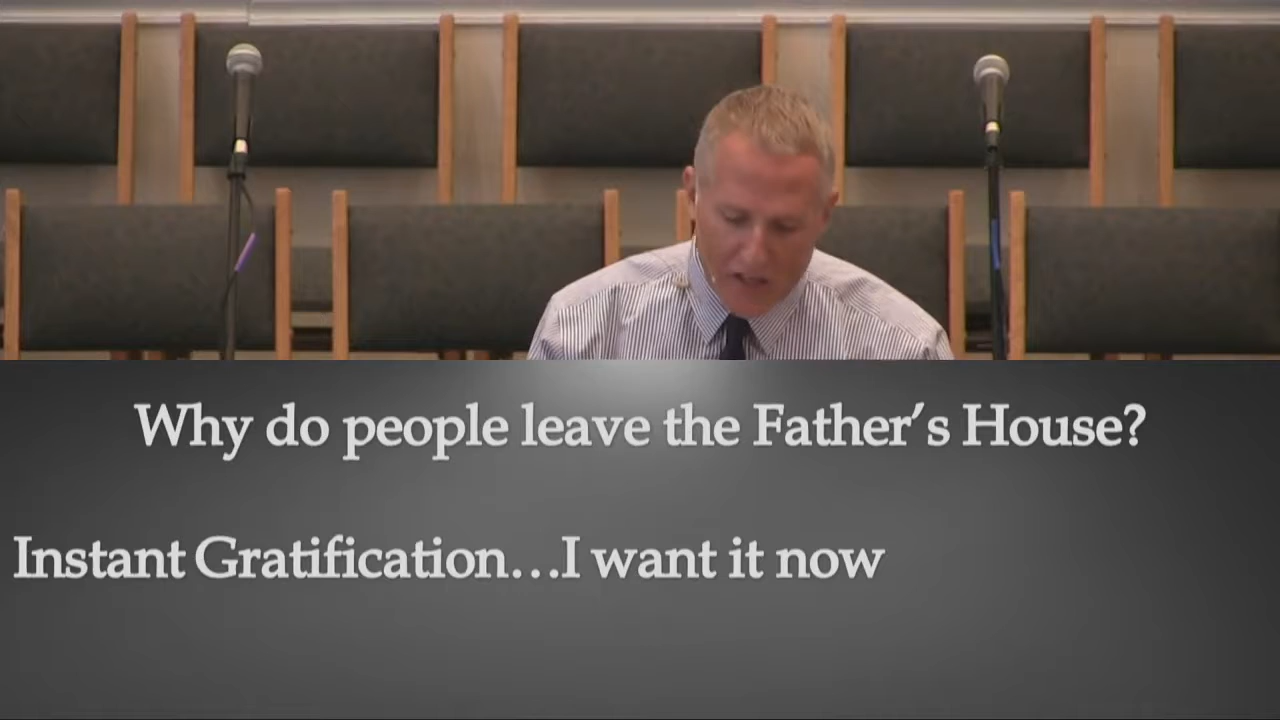 Why do people leave the Father's House?
Instant Gratification...I want it now